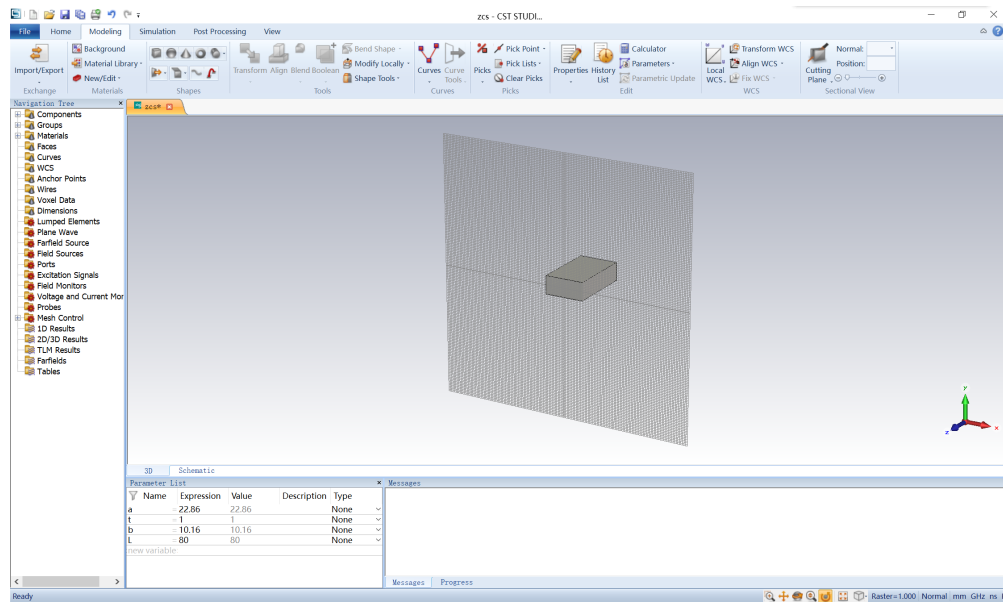 zcs - CST STUDI...
File Home Modeling Simulation Post Processing View
Import/Export
Exchange
Background
Material Library
New/Edit
Materials
Shapes
Transform Align Blend Boolean
Bend Shape
Modify Locally
Shape Tools
Tools
Curves Curve Tools
Curves
Picks
Pick Point
Pick Lists
Clear Picks
Picks
Properties History List
Calculator
Parameters
Parametric Update
Edit
Local WCS
Transform WCS
Align WCS
Fix WCS
WCS
Cutting Plane
Normal:
Position:
Sectional View
Navigation Tree
zcs*
Components
Groups
Materials
Faces
Curves
WCS
Anchor Points
Wires
Voxel Data
Dimensions
Lumped Elements
Plane Wave
Farfield Source
Field Sources
Ports
Excitation Signals
Field Monitors
Voltage and Current Mor
Probes
Mesh Control
1D Results
2D/3D Results
TLM Results
Farfields
Tables
y
x
z
3D Schematic
Parameter List
Name Expression Value Description Type
a = 22.86 22.86 None
t = 1 1 None
b = 10.16 10.16 None
L = 80 80 None
new variable
Messages
Messages Progress
Ready
Raster=1.000 Normal mm GHz ns